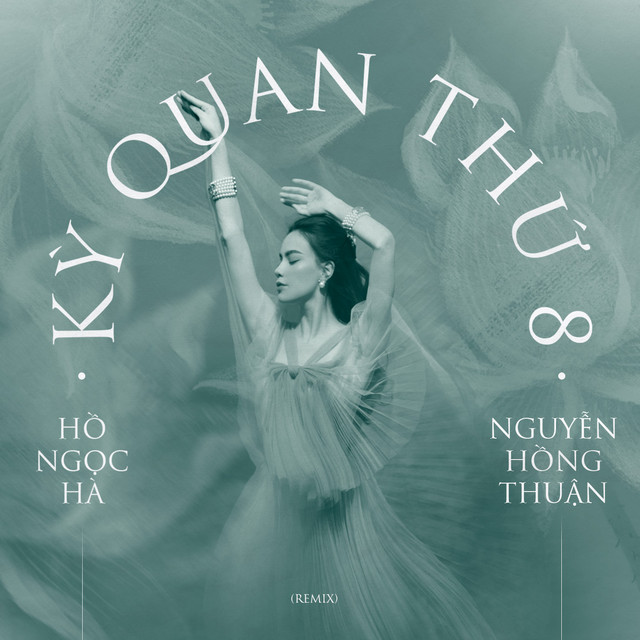 KỲ QUAN THỨ 8
HỒ
NGỌC
HÀ
NGUYỄN
HỒNG
THUẬN
(REMIX)